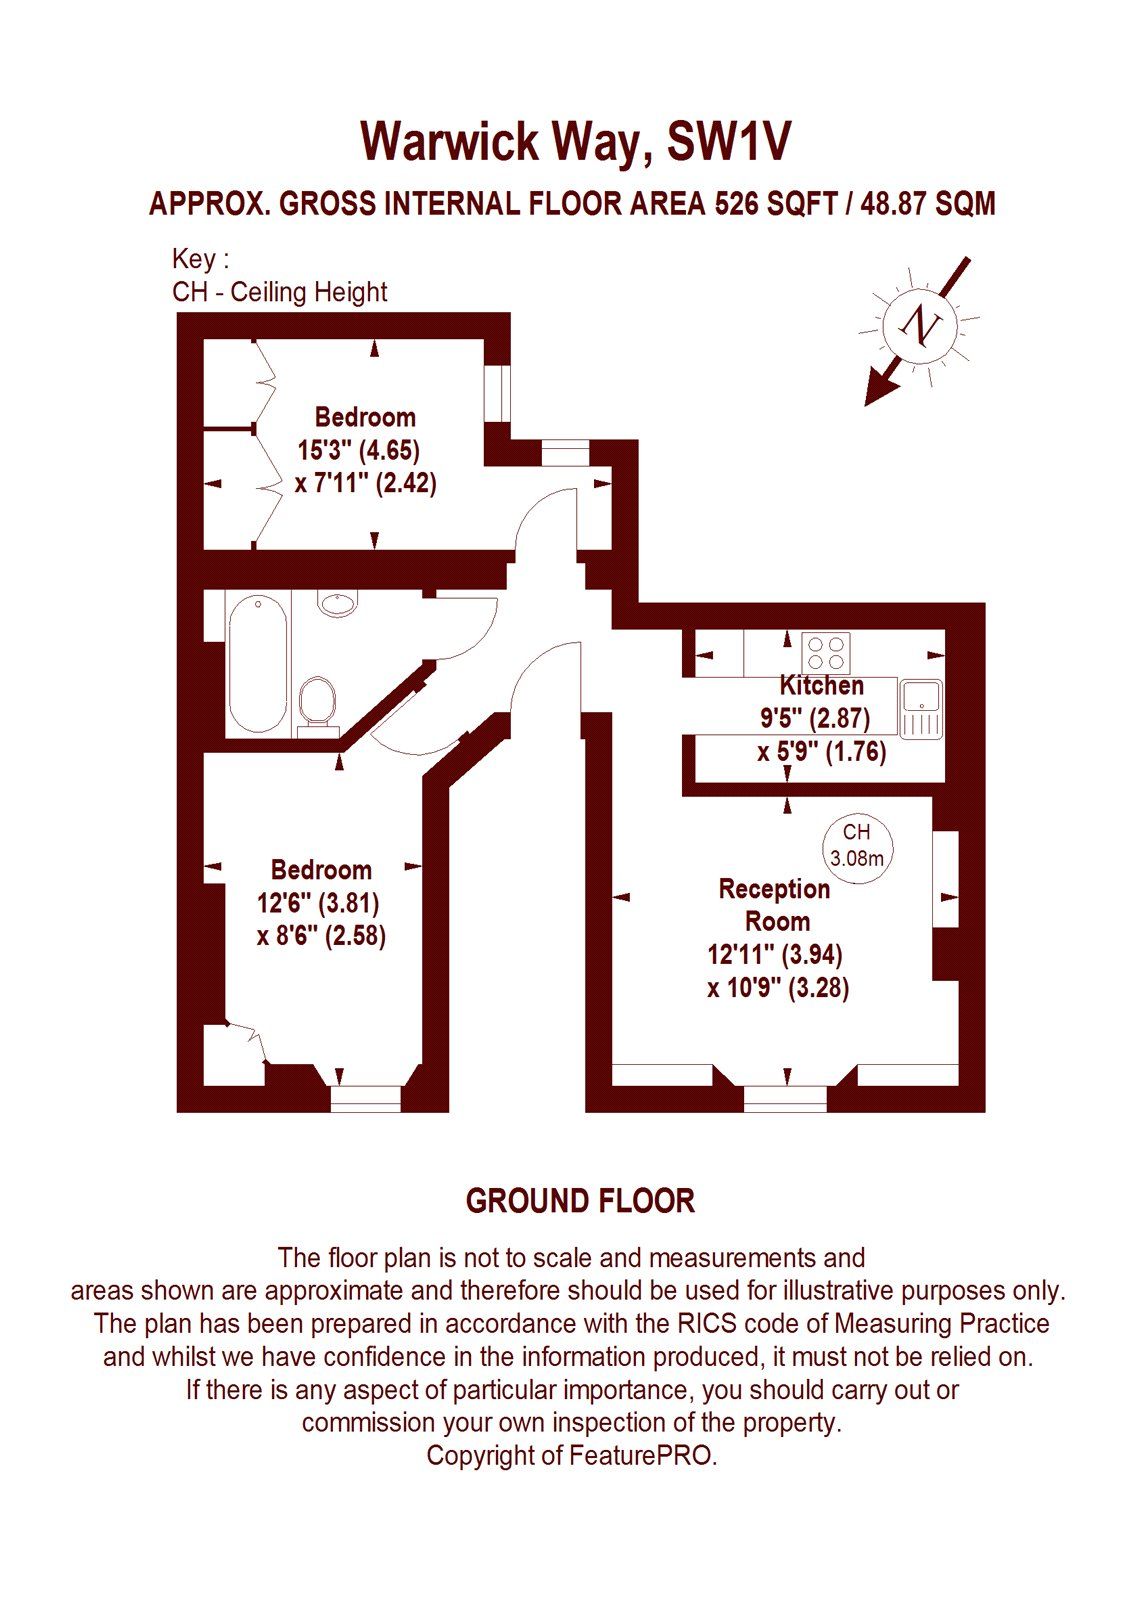 Warwick Way, SW1V
APPROX. GROSS INTERNAL FLOOR AREA 526 SQFT / 48.87 SQM
Key :
CH - Ceiling Height
N
Bedroom
15'3" (4.65)
x 7'11" (2.42)
Kitchen
9'5" (2.87)
x 5'9" (1.76)
CH
3.08m
Bedroom
12'6" (3.81)
x 8'6" (2.58)
Reception
Room
12'11" (3.94)
x 10'9" (3.28)
GROUND FLOOR
The floor plan is not to scale and measurements and
areas shown are approximate and therefore should be used for illustrative purposes only.
The plan has been prepared in accordance with the RICS code of Measuring Practice
and whilst we have confidence in the information produced, it must not be relied on.
If there is any aspect of particular importance, you should carry out or
commission your own inspection of the property.
Copyright of FeaturePRO.